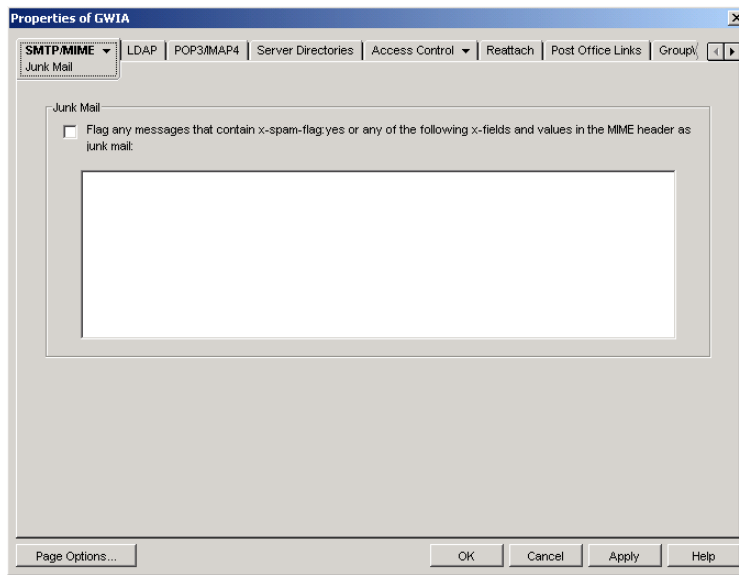 Properties of GWIA
SMTP/MIME LDAP POP3/IMAP4 Server Directories Access Control Reattach Post Office Links
Junk Mail
Junk Mail
Flag any messages that contain x-spam-flag:yes or any of the following x-fields and values in the MIME header as
junk mail:
Page Options... OK Cancel Apply Help